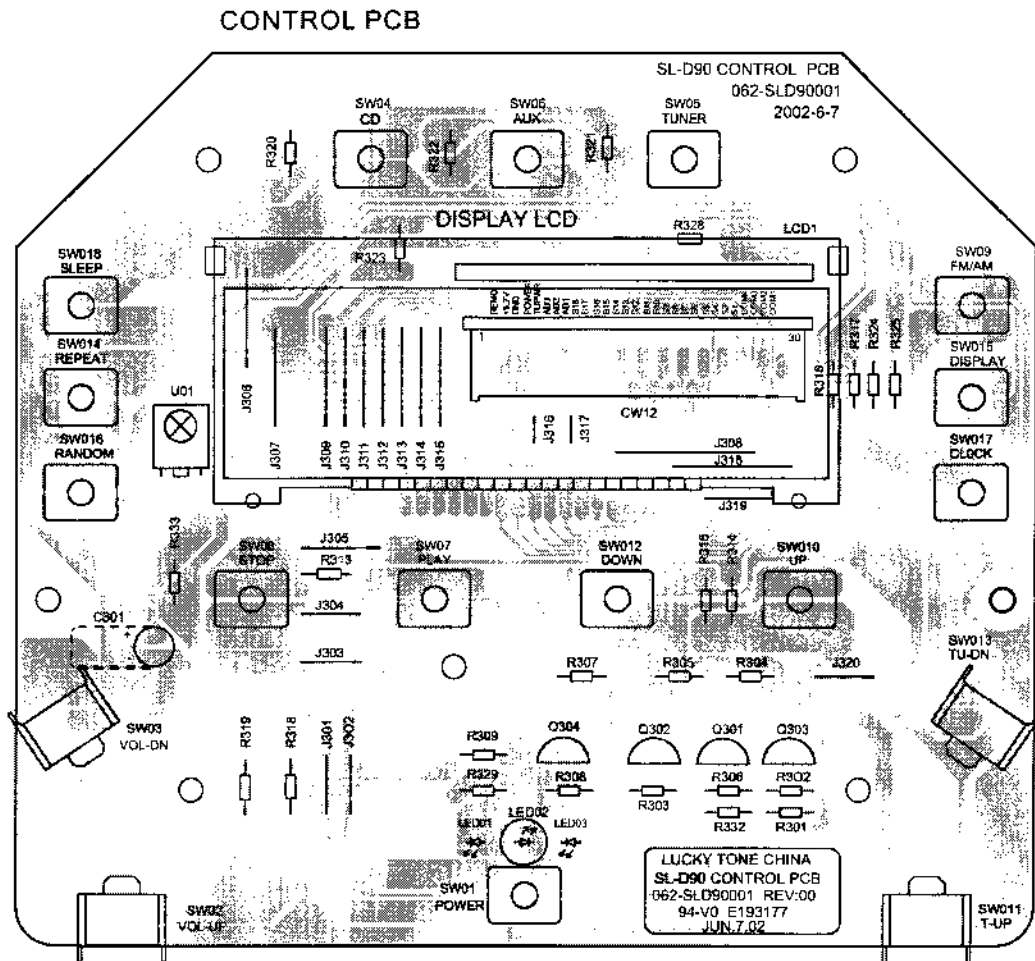 CONTROL PCB
SL-D90 CONTROL PCB
062-SLD90001
2002-6-7
SW04
CD
SW06
AUX
SW05
TUNER
R320
R322
R321
DISPLAY LCD
R328
LCD1
R323
SW018
SLEEP
SW09
FM/AM
SW014
REPEAT
SW015
DISPLAY
U01
SW016
RANDOM
SW017
CLOCK
1
30
R318
R317
R324
R325
CW12
J306
J307
J309
J310
J311
J312
J313
J314
J315
J316
J317
J308
J318
J319
R333
SW08
STOP
J305
R313
SW07
PLAY
SW012
DOWN
R315
R314
SW010
UP
J304
J303
C301
+
R307
R305
R304
J320
SW013
TU-DN
SW03
VOL-DN
R319
R318
J301
J302
R309
Q304
Q302
Q301
Q303
R329
R308
R303
R306
R302
R332
R301
LED01
LED02
LED03
SW01
POWER
LUCKY TONE CHINA
SL-D90 CONTROL PCB
062-SLD90001 REV:00
94-V0 E193177
JUN.7.02
SW02
VOL-UP
SW011
T-UP